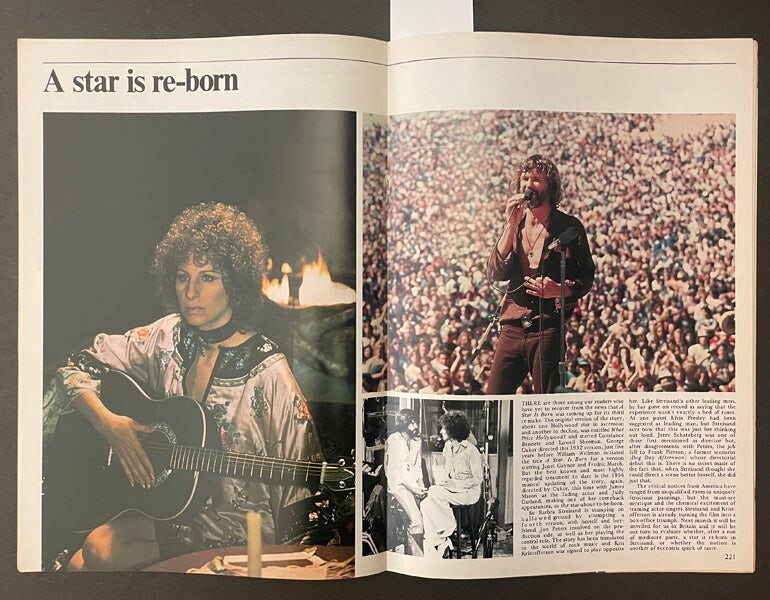 A star is re-born
THERE are those among our readers who
have yet to recover from the news that A
Star Is Born was coming up for its third
re-make. The original version of the story,
about one Hollywood star in ascension
and another in decline, was entitled What
Price Hollywood? and starred Constance
Bennett and Lowell Sherman. George
Cukor directed this 1932 version, just five
years before William Wellman initiated
the title A Star Is Born for a version
starring Janet Gaynor and Fredric March.
But the best known and most highly
regarded treatment to date is the 1954
musical updating of the story, again
directed by Cukor, this time with James
Mason as the fading actor and Judy
Garland, making one of her comeback
appearances, as the star-about-to-be-born.
So Barbra Streisand is stamping on
hallowed ground by attempting a
fourth version, with herself and boy-
friend Jon Peters involved on the pro-
duction side, as well as her playing the
central role. The story has been translated
to the world of rock music and Kris
Kristofferson was signed to play opposite
her. Like Streisand's other leading men,
he has gone on record as saying that the
experience wasn't exactly a bed of roses.
At one point Elvis Presley had been
suggested as leading man, but Streisand
says now that this was just her thinking
out loud. Jerry Schatzberg was one of
those first mentioned as director but,
after disagreements with Peters, the job
fell to Frank Pierson, a former scenarist
(Dog Day Afternoon) whose directorial
debut this is. There is no secret made of
the fact that, when Streisand thought she
could direct a scene better herself, she did
just that.
The critical notices from America have
ranged from unqualified raves to uniquely
ferocious pannings, but the must-see
mystique and the chemical excitement of
teaming actor-singers Streisand and Krist-
offerson is already turning the film into a
box-office triumph. Next month it will be
unveiled for us in Britain and it will be
our turn to evaluate whether, after a run
of mediocre parts, a star is re-born in
Streisand, or whether the notion is
another of eccentric quirk of taste.
221